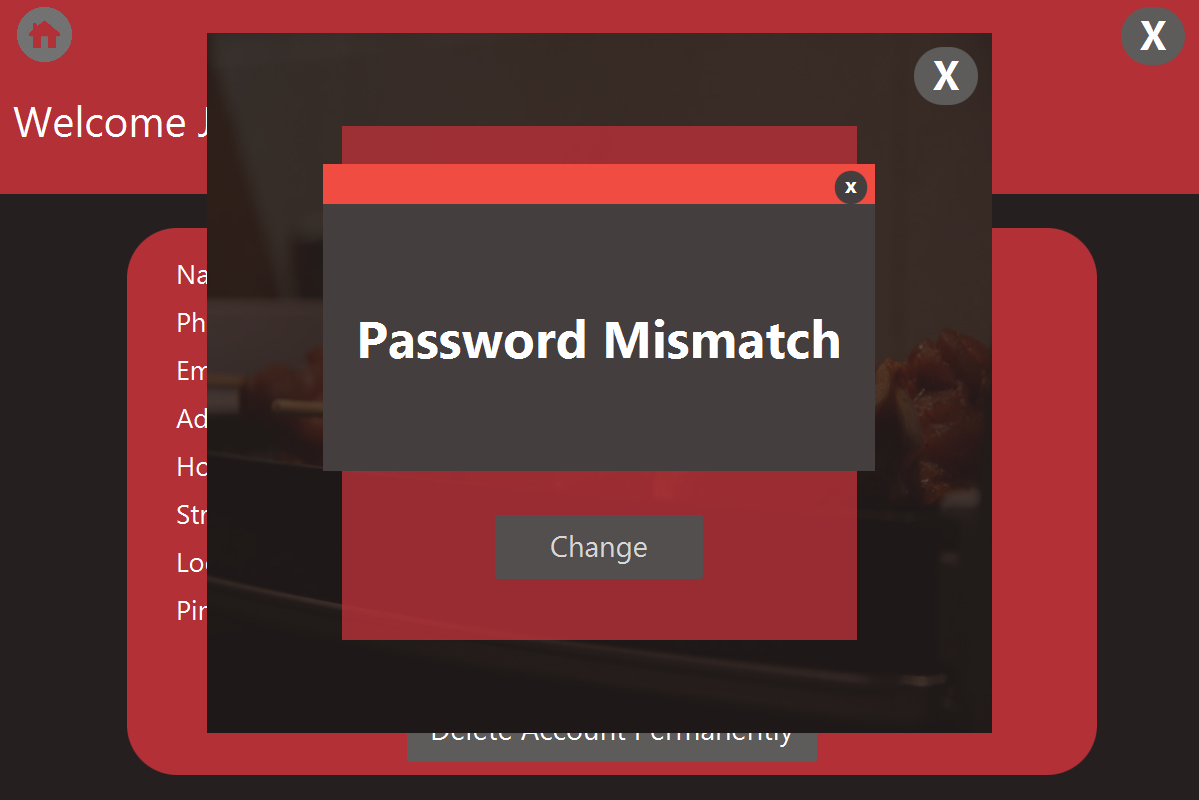 X
X
Welcome J
x
Na
Ph
Em
Password Mismatch
Ad
Ho
Str
Change
Lo
Pin
Delete Account Permanently